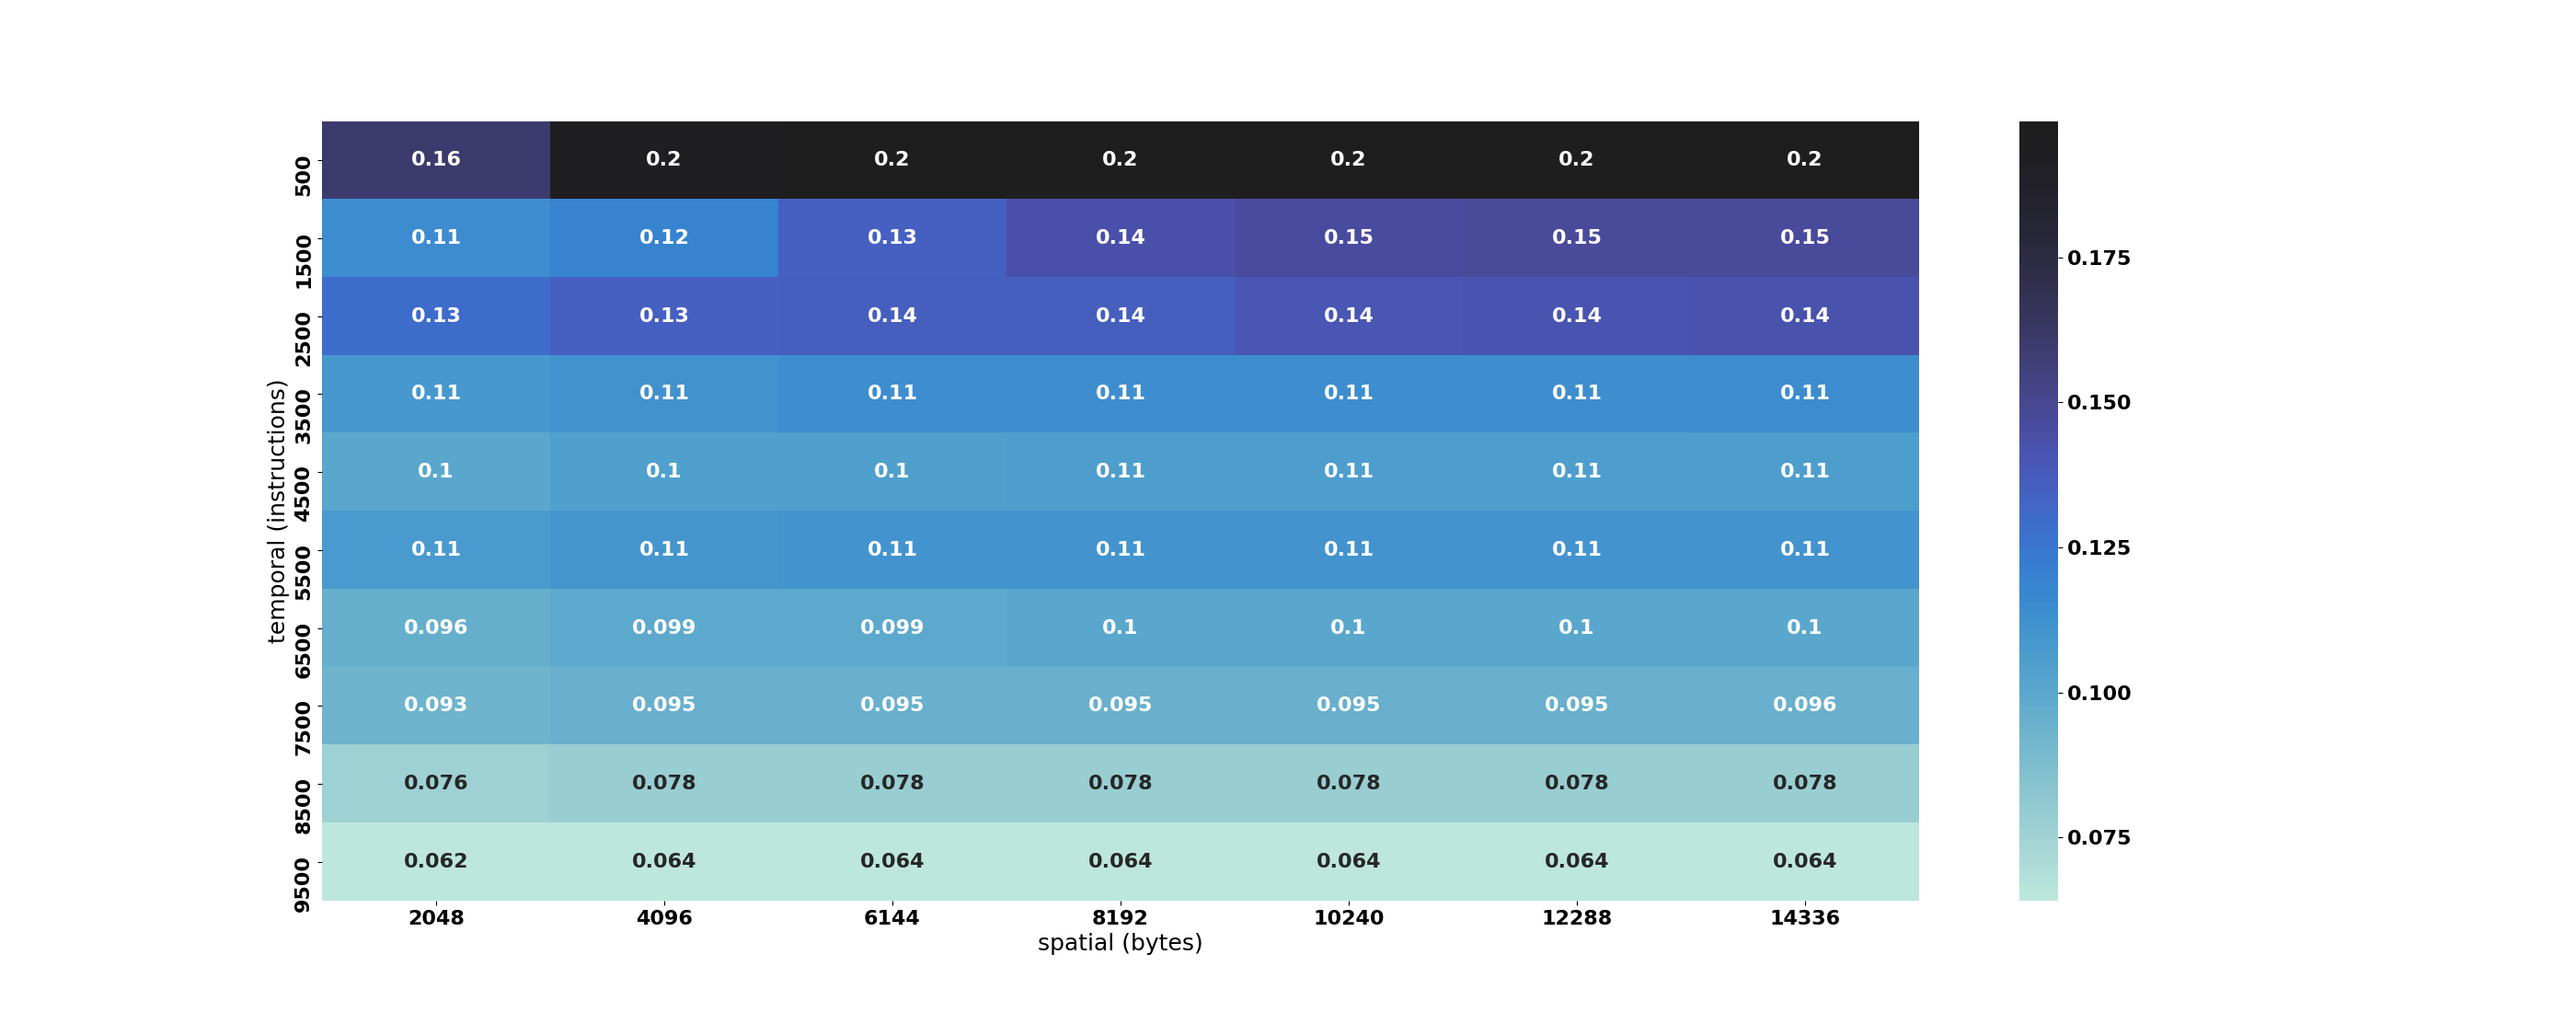 500 0.16 0.2 0.2 0.2 0.2 0.2 0.2
1500 0.11 0.12 0.13 0.14 0.15 0.15 0.15
2500 0.13 0.13 0.14 0.14 0.14 0.14 0.14
3500 0.11 0.11 0.11 0.11 0.11 0.11 0.11
4500 0.1 0.1 0.1 0.11 0.11 0.11 0.11
5500 0.11 0.11 0.11 0.11 0.11 0.11 0.11
6500 0.096 0.099 0.099 0.1 0.1 0.1 0.1
7500 0.093 0.095 0.095 0.095 0.095 0.095 0.096
8500 0.076 0.078 0.078 0.078 0.078 0.078 0.078
9500 0.062 0.064 0.064 0.064 0.064 0.064 0.064
2048 4096 6144 8192 10240 12288 14336
spatial (bytes)
temporal (instructions)
0.175
0.150
0.125
0.100
0.075